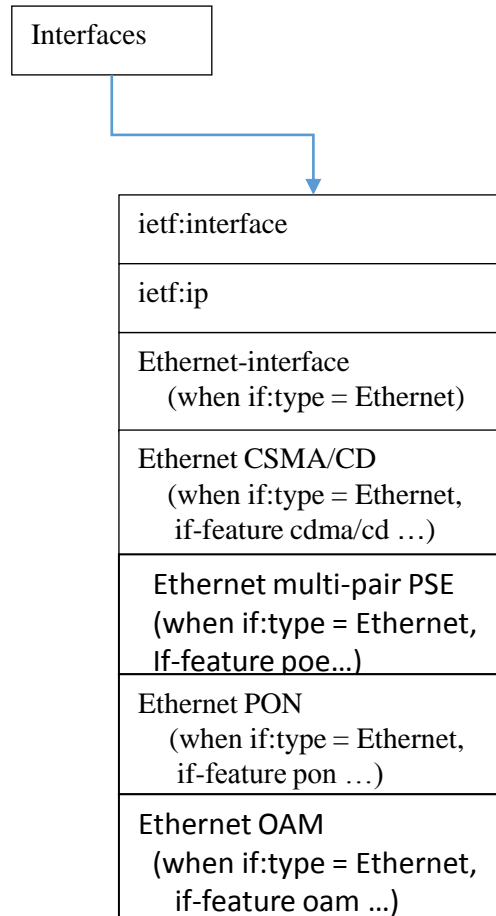 Interfaces
ietf:interface
ietf:ip
Ethernet-interface
(when if:type = Ethernet)
Ethernet CSMA/CD
(when if:type = Ethernet,
if-feature cdma/cd …)
Ethernet multi-pair PSE
(when if:type = Ethernet,
If-feature poe…)
Ethernet PON
(when if:type = Ethernet,
if-feature pon …)
Ethernet OAM
(when if:type = Ethernet,
if-feature oam …)